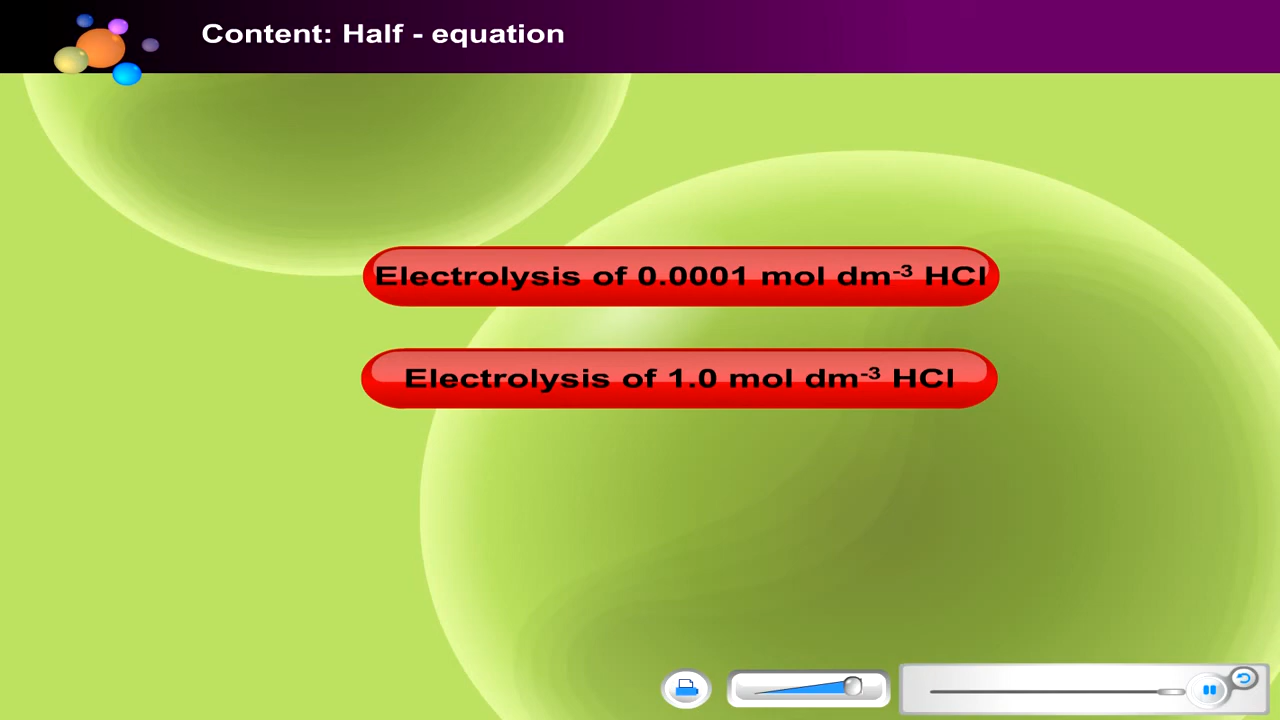 Content: Half - equation
Electrolysis of 0.0001 mol dm⁻³ HCl
Electrolysis of 1.0 mol dm⁻³ HCl